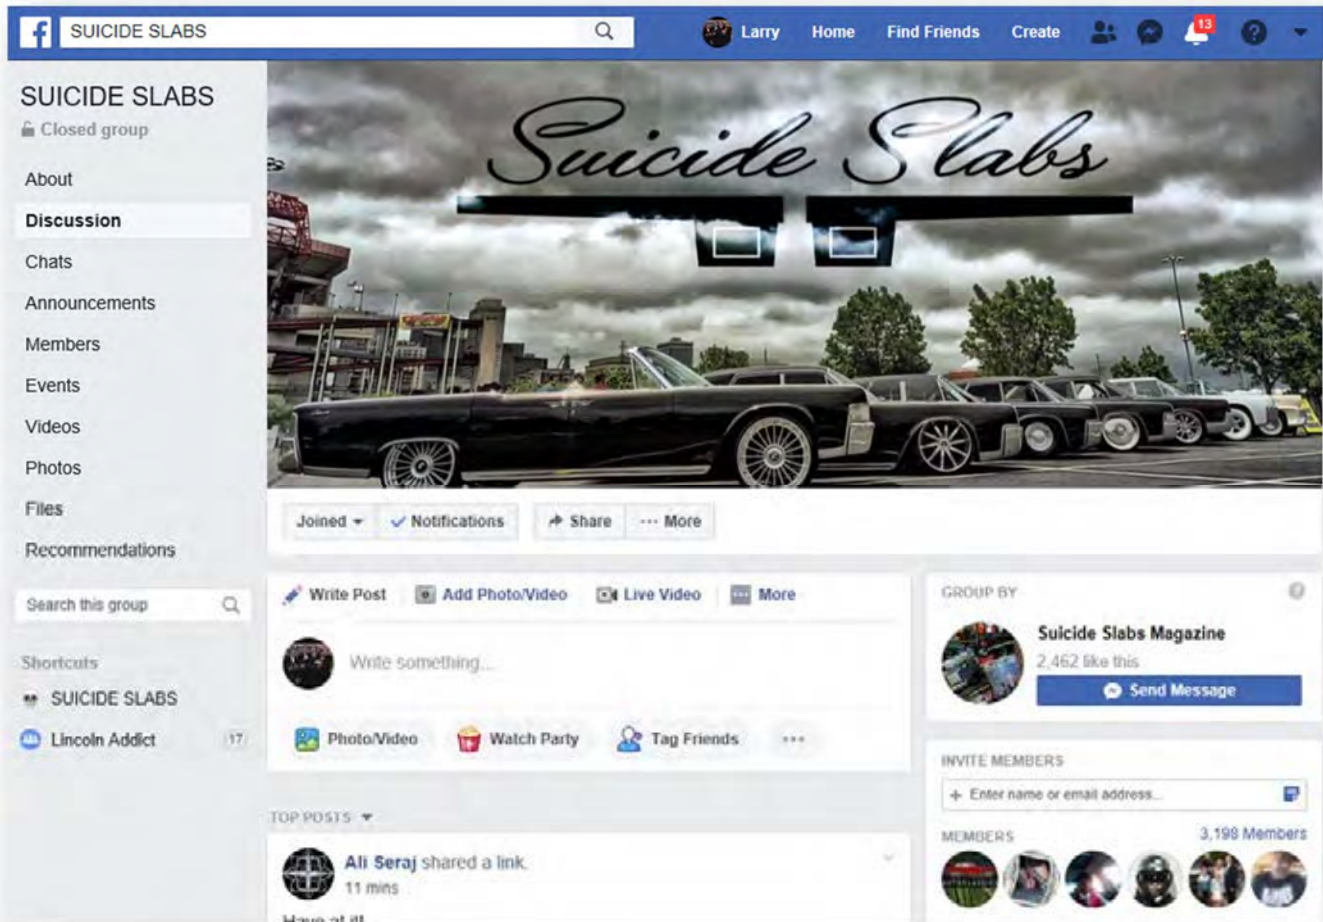 SUICIDE SLABS
Larry
Home
Find Friends
Create
13
SUICIDE SLABS
Closed group
About
Discussion
Chats
Announcements
Members
Events
Videos
Photos
Files
Recommendations
Search this group
Shortcuts
SUICIDE SLABS
Lincoln Addict 17
Suicide Slabs
Joined
Notifications
Share
More
Write Post
Add Photo/Video
Live Video
More
Write something...
Photo/Video
Watch Party
Tag Friends
TOP POSTS
Ali Seraj shared a link.
11 mins
Have at it!!
GROUP BY
Suicide Slabs Magazine
2,462 like this
Send Message
INVITE MEMBERS
+ Enter name or email address...
MEMBERS
3,198 Members